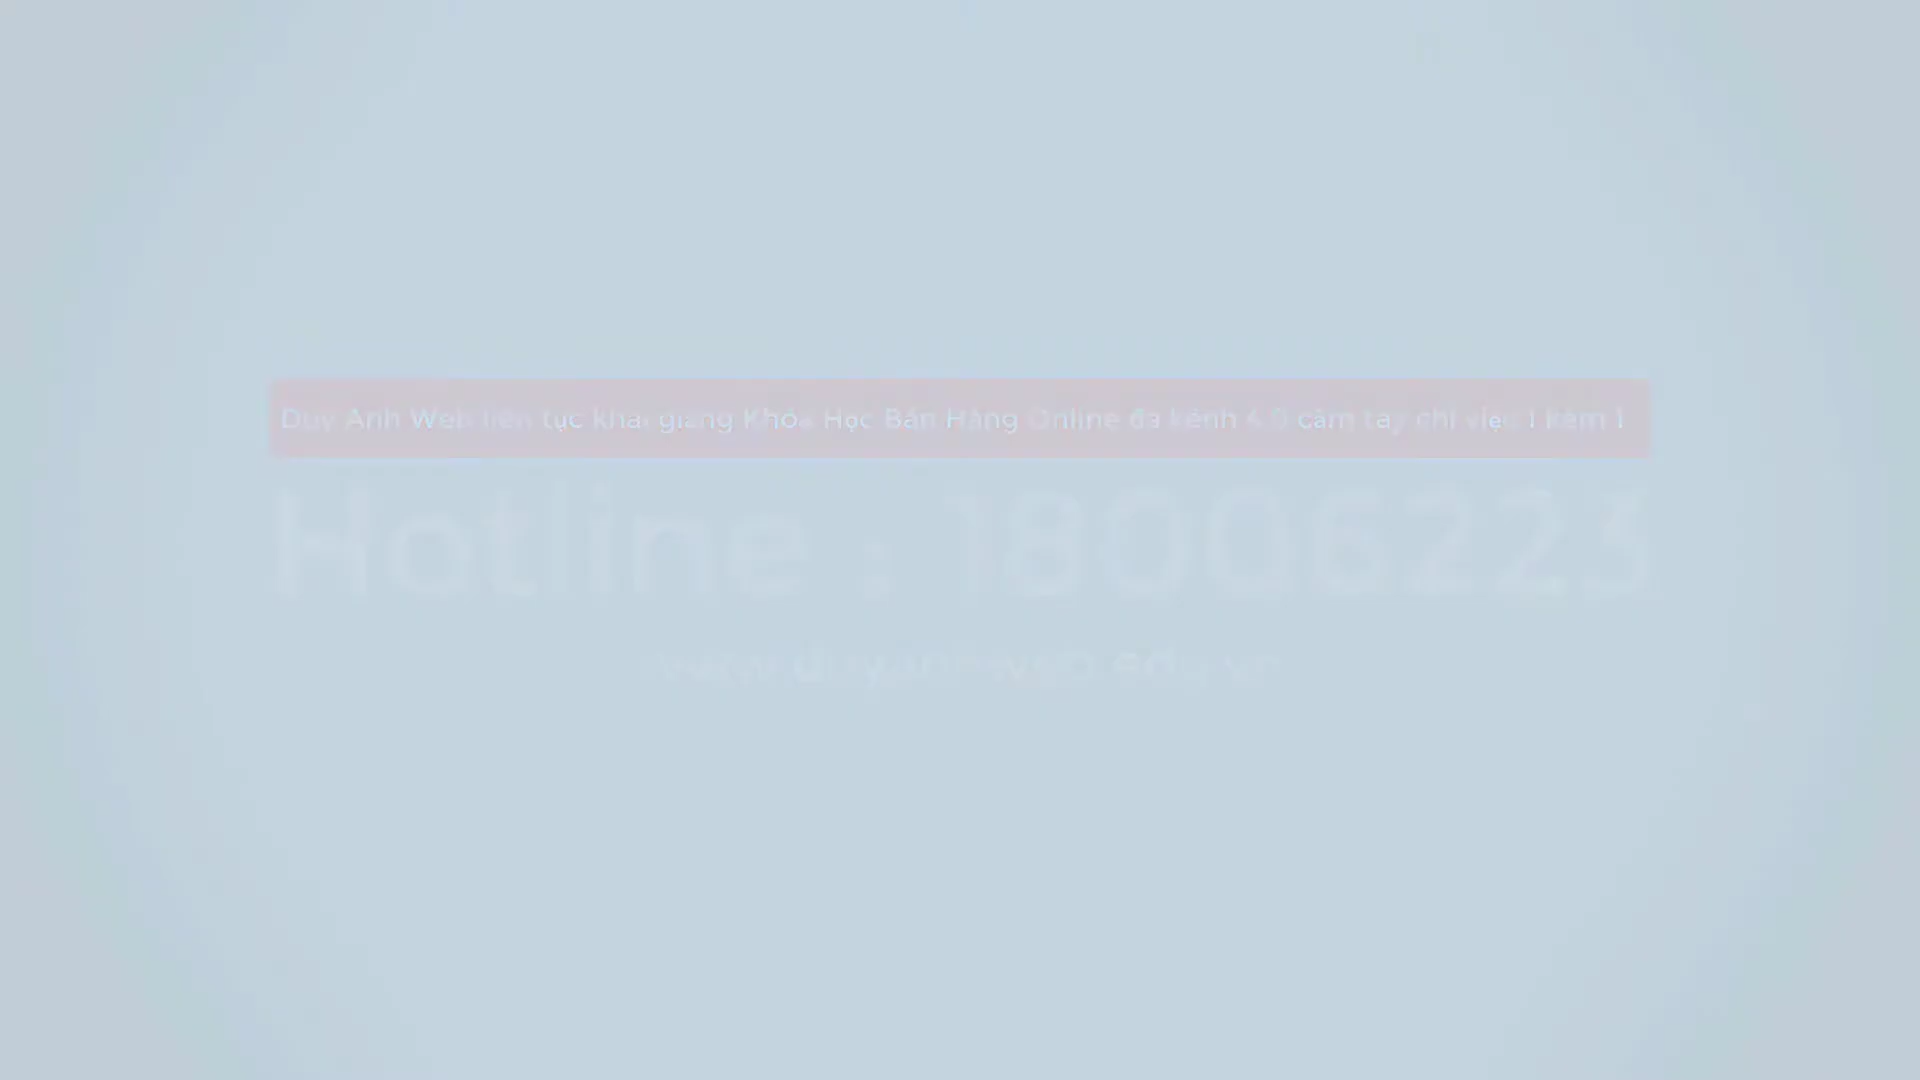 Duy Anh Web liên tục khai giảng Khóa Học Bán Hàng Online đa kênh 4.0 cầm tay chỉ việc 1 kèm 1
Hotline : 18006223
www.duyanhweb.edu.vn